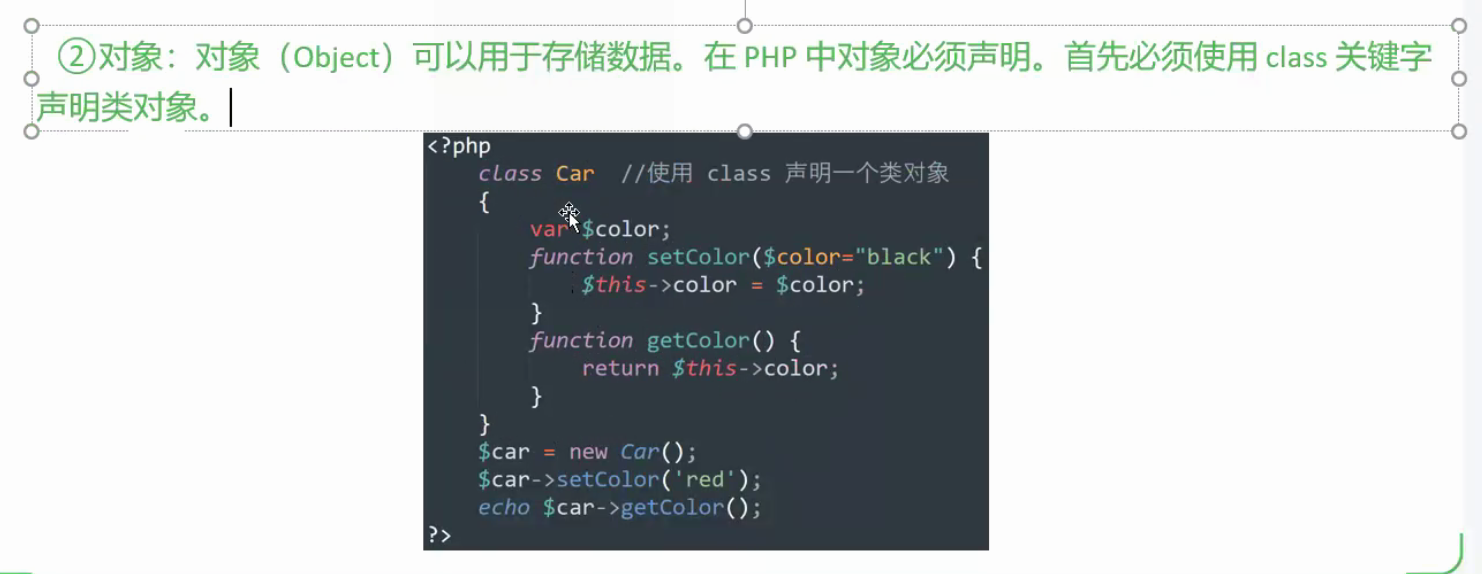 ②对象：对象（Object）可以用于存储数据。在 PHP 中对象必须声明。首先必须使用 class 关键字
声明类对象。
<?php
class Car //使用 class 声明一个类对象
{
var $color;
function setColor($color="black") {
$this->color = $color;
}
function getColor() {
return $this->color;
}
}
$car = new Car();
$car->setColor('red');
echo $car->getColor();
?>